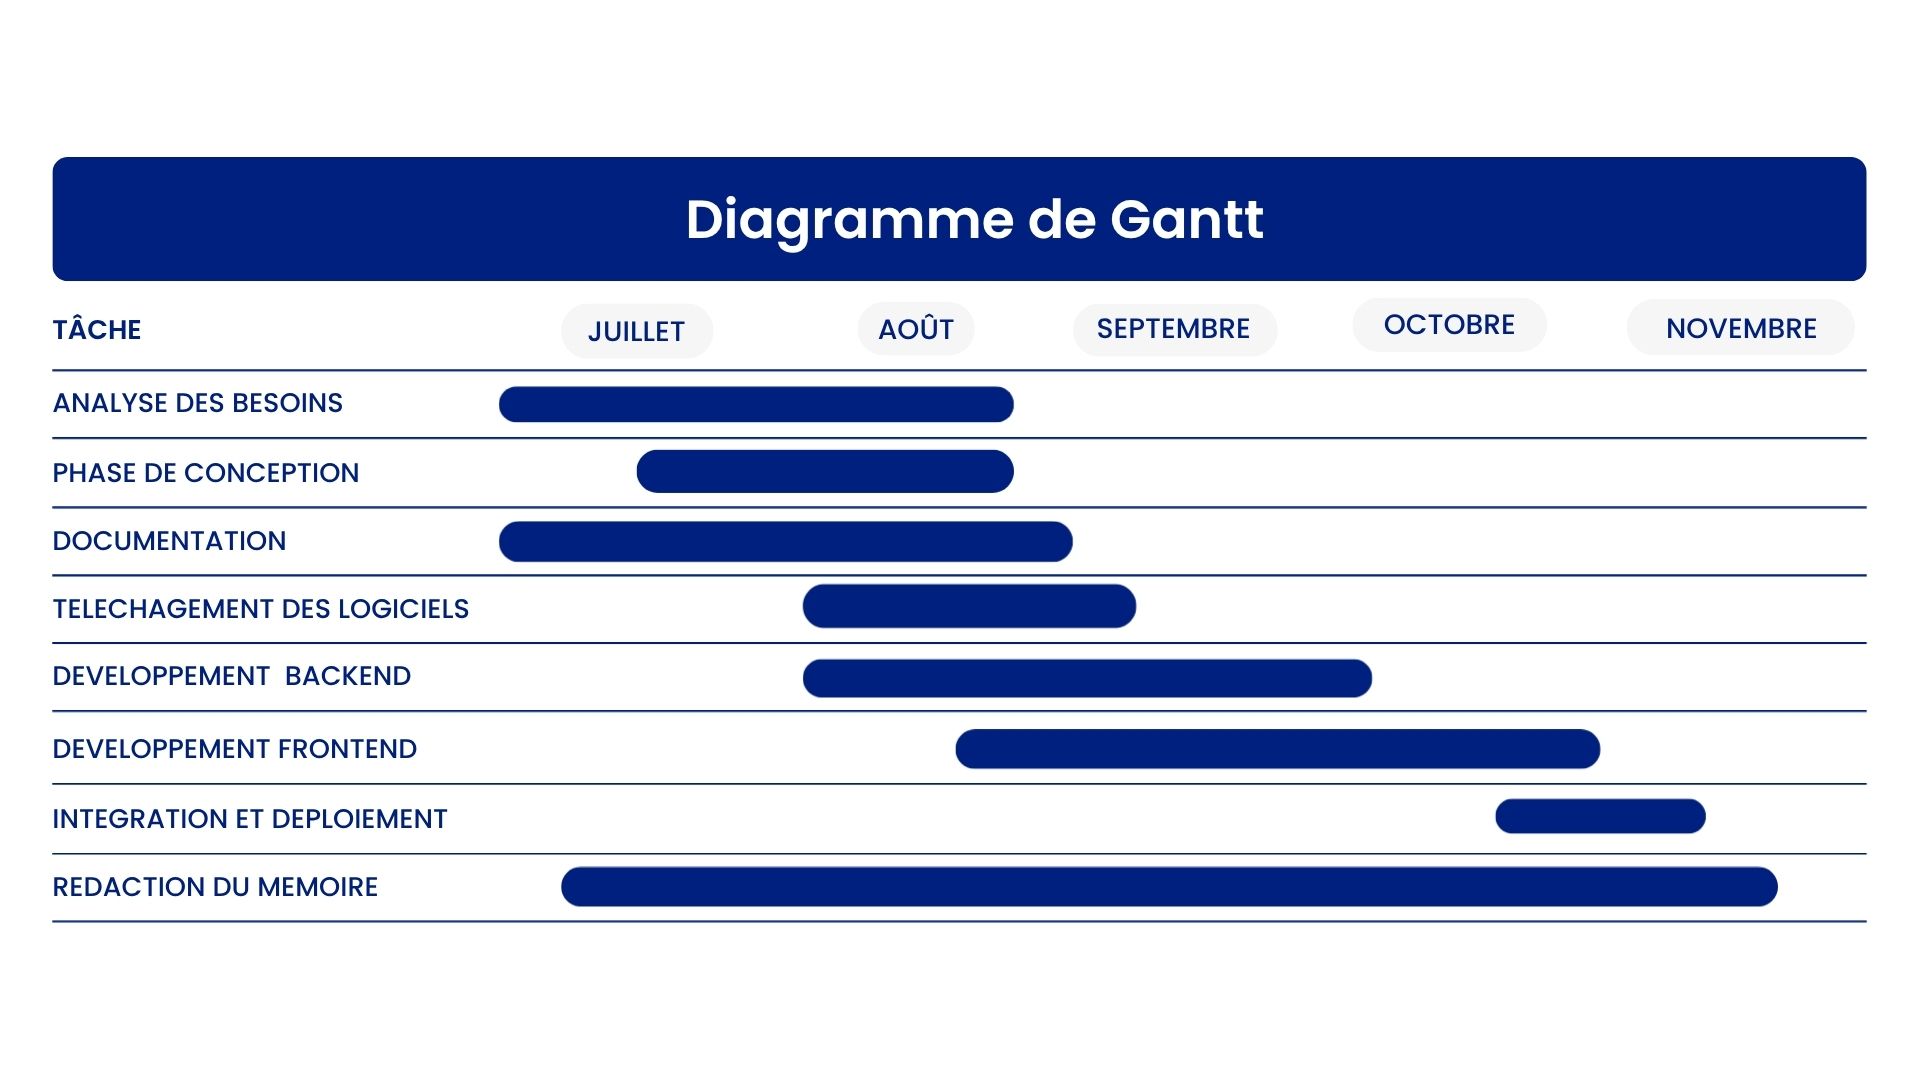 Diagramme de Gantt
TÂCHE JUILLET AOÛT SEPTEMBRE OCTOBRE NOVEMBRE
ANALYSE DES BESOINS
PHASE DE CONCEPTION
DOCUMENTATION
TELECHAGEMENT DES LOGICIELS
DEVELOPPEMENT BACKEND
DEVELOPPEMENT FRONTEND
INTEGRATION ET DEPLOIEMENT
REDACTION DU MEMOIRE